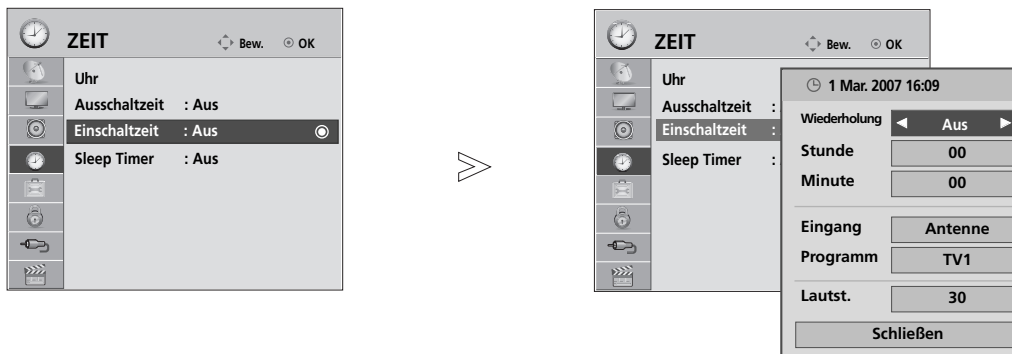 ZEIT Bew. OK
Uhr
Ausschaltzeit : Aus
Einschaltzeit : Aus
Sleep Timer : Aus
ZEIT Bew. OK
Uhr
Ausschaltzeit :
Einschaltzeit :
Sleep Timer :
1 Mar. 2007 16:09
Wiederholung Aus
Stunde 00
Minute 00
Eingang Antenne
Programm TV1
Lautst. 30
Schließen